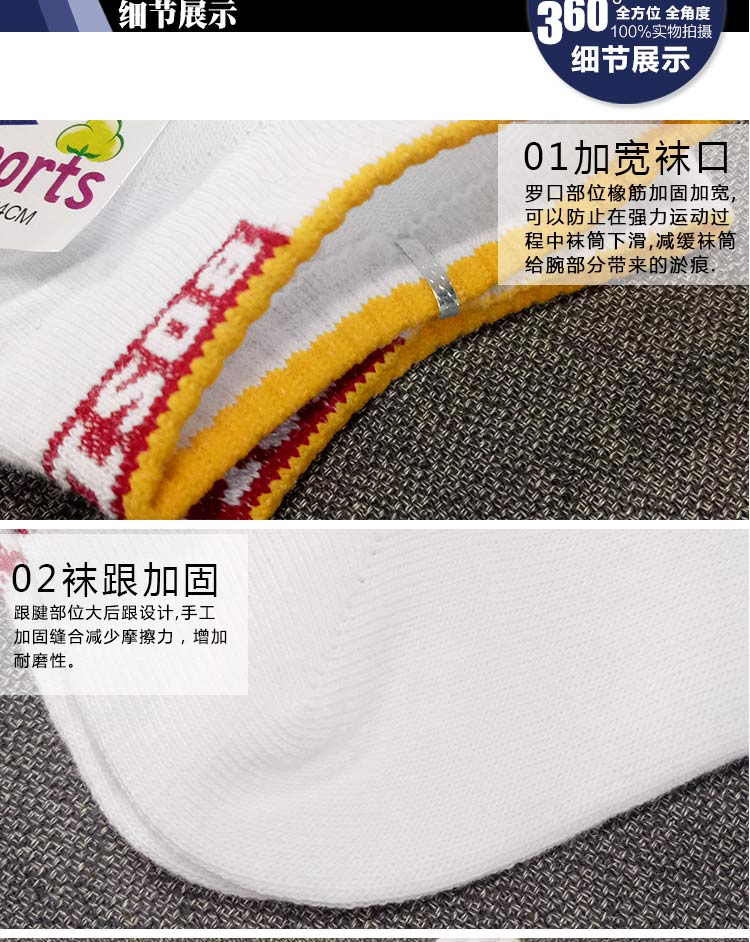 细节展示
360°
全方位 全角度
100%实物拍摄
细节展示
orts
4CM
01加宽袜口
罗口部位橡筋加固加宽,
可以防止在强力运动过
程中袜筒下滑,减缓袜筒
给腕部分带来的淤痕.
02袜跟加固
跟腱部位大后跟设计,手工
加固缝合减少摩擦力，增加
耐磨性。